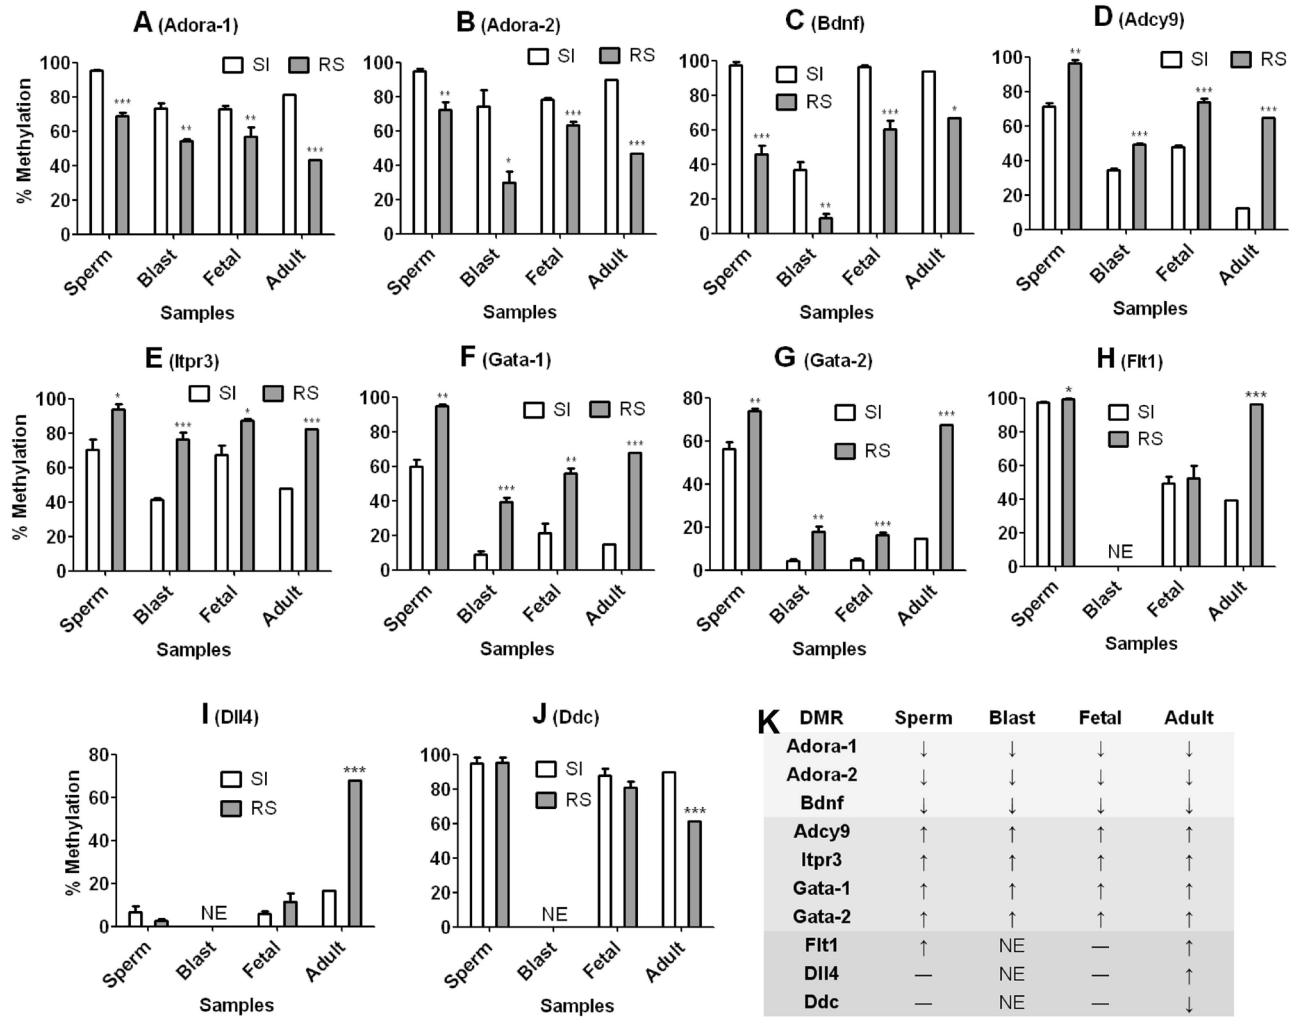 A (Adora-1)
SI RS
***
**
**
***
100
80
60
40
20
0
% Methylation
Sperm Blast Fetal Adult
Samples
B (Adora-2)
SI RS
**
*
***
***
100
80
60
40
20
0
Sperm Blast Fetal Adult
Samples
C (Bdnf)
SI
RS
***
**
***
*
100
80
60
40
20
0
Sperm Blast Fetal Adult
Samples
D (Adcy9)
SI RS
**
***
***
***
100
80
60
40
20
0
Sperm Blast Fetal Adult
Samples
E (Itpr3)
SI RS
*
***
*
***
100
80
60
40
20
0
% Methylation
Sperm Blast Fetal Adult
Samples
F (Gata-1)
SI RS
**
***
**
***
100
80
60
40
20
0
Sperm Blast Fetal Adult
Samples
G (Gata-2)
SI
RS
**
**
***
***
80
60
40
20
0
Sperm Blast Fetal Adult
Samples
H (Flt1)
SI
RS
*
***
NE
100
80
60
40
20
0
Sperm Blast Fetal Adult
Samples
I (Dll4)
SI
RS
***
NE
80
60
40
20
0
% Methylation
Sperm Blast Fetal Adult
Samples
J (Ddc)
SI
RS
***
NE
100
80
60
40
20
0
Sperm Blast Fetal Adult
Samples
K DMR Sperm Blast Fetal Adult
Adora-1 ↓ ↓ ↓ ↓
Adora-2 ↓ ↓ ↓ ↓
Bdnf ↓ ↓ ↓ ↓
Adcy9 ↑ ↑ ↑ ↑
Itpr3 ↑ ↑ ↑ ↑
Gata-1 ↑ ↑ ↑ ↑
Gata-2 ↑ ↑ ↑ ↑
Flt1 ↑ NE — ↑
Dll4 — NE — ↑
Ddc — NE — ↓